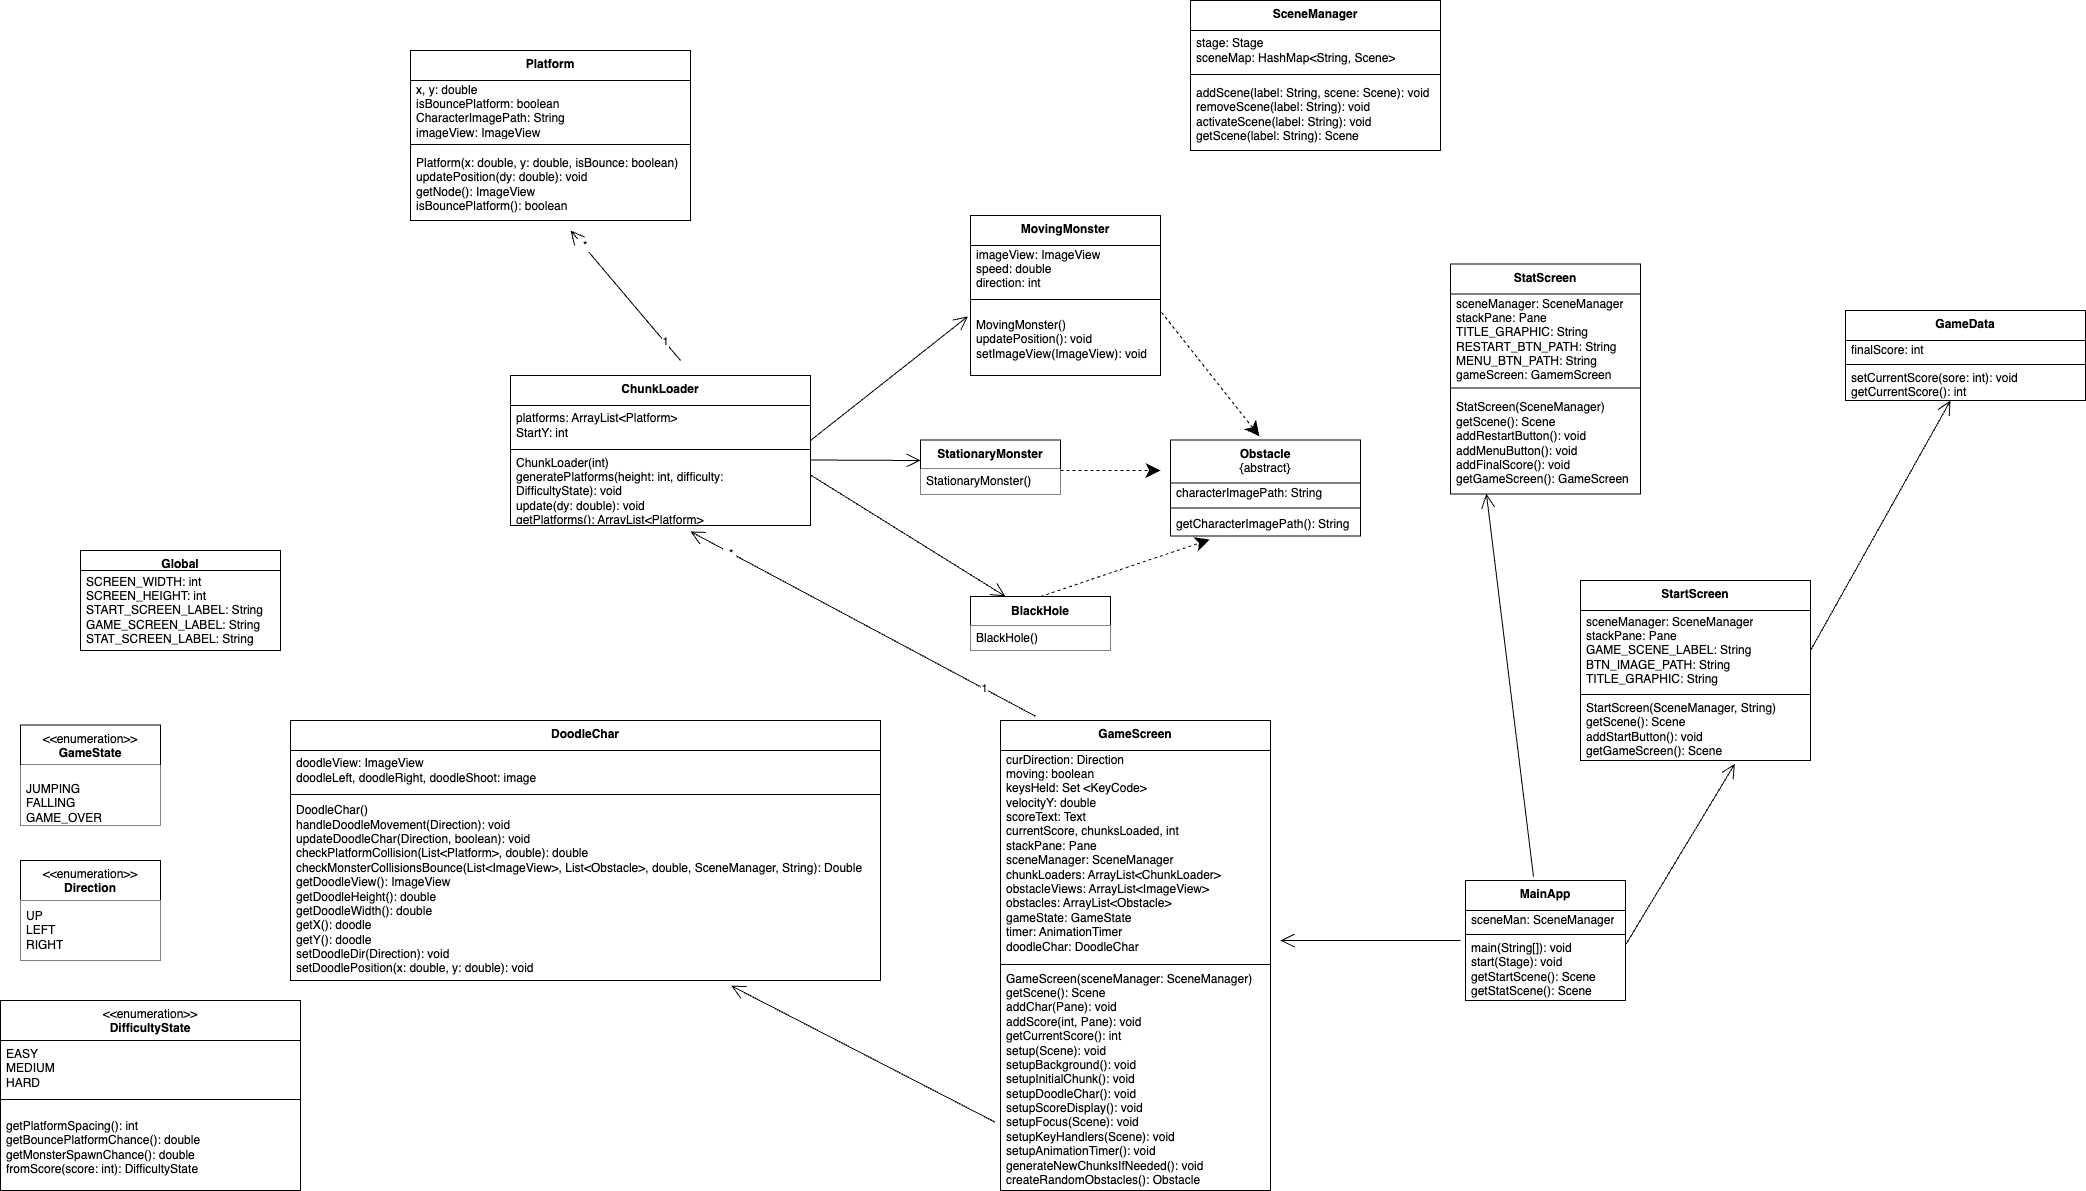 SceneManager
stage: Stage
sceneMap: HashMap<String, Scene>
addScene(label: String, scene: Scene): void
removeScene(label: String): void
activateScene(label: String): void
getScene(label: String): Scene
Platform
x, y: double
isBouncePlatform: boolean
CharacterImagePath: String
imageView: ImageView
Platform(x: double, y: double, isBounce: boolean)
updatePosition(dy: double): void
getNode(): ImageView
isBouncePlatform(): boolean
*
1
MovingMonster
imageView: ImageView
speed: double
direction: int
MovingMonster()
updatePosition(): void
setImageView(ImageView): void
StatScreen
sceneManager: SceneManager
stackPane: Pane
TITLE_GRAPHIC: String
RESTART_BTN_PATH: String
MENU_BTN_PATH: String
gameScreen: GamemScreen
StatScreen(SceneManager)
getScene(): Scene
addRestartButton(): void
addMenuButton(): void
addFinalScore(): void
getGameScreen(): GameScreen
GameData
finalScore: int
setCurrentScore(sore: int): void
getCurrentScore(): int
ChunkLoader
platforms: ArrayList<Platform>
StartY: int
ChunkLoader(int)
generatePlatforms(height: int, difficulty:
DifficultyState): void
update(dy: double): void
getPlatforms(): ArrayList<Platform>
StationaryMonster
StationaryMonster()
Obstacle
{abstract}
characterImagePath: String
getCharacterImagePath(): String
*
1
BlackHole
BlackHole()
Global
SCREEN_WIDTH: int
SCREEN_HEIGHT: int
START_SCREEN_LABEL: String
GAME_SCREEN_LABEL: String
STAT_SCREEN_LABEL: String
StartScreen
sceneManager: SceneManager
stackPane: Pane
GAME_SCENE_LABEL: String
BTN_IMAGE_PATH: String
TITLE_GRAPHIC: String
StartScreen(SceneManager, String)
getScene(): Scene
addStartButton(): void
getGameScreen(): Scene
<<enumeration>>
GameState
JUMPING
FALLING
GAME_OVER
<<enumeration>>
Direction
UP
LEFT
RIGHT
<<enumeration>>
DifficultyState
EASY
MEDIUM
HARD
getPlatformSpacing(): int
getBouncePlatformChance(): double
getMonsterSpawnChance(): double
fromScore(score: int): DifficultyState
DoodleChar
doodleView: ImageView
doodleLeft, doodleRight, doodleShoot: image
DoodleChar()
handleDoodleMovement(Direction): void
updateDoodleChar(Direction, boolean): void
checkPlatformCollision(List<Platform>, double): double
checkMonsterCollisionsBounce(List<ImageView>, List<Obstacle>, double, SceneManager, String): Double
getDoodleView(): ImageView
getDoodleHeight(): double
getDoodleWidth(): double
getX(): doodle
getY(): doodle
setDoodleDir(Direction): void
setDoodlePosition(x: double, y: double): void
GameScreen
curDirection: Direction
moving: boolean
keysHeld: Set <KeyCode>
velocityY: double
scoreText: Text
currentScore, chunksLoaded, int
stackPane: Pane
sceneManager: SceneManager
chunkLoaders: ArrayList<ChunkLoader>
obstacleViews: ArrayList<ImageView>
obstacles: ArrayList<Obstacle>
gameState: GameState
timer: AnimationTimer
doodleChar: DoodleChar
GameScreen(sceneManager: SceneManager)
getScene(): Scene
addChar(Pane): void
addScore(int, Pane): void
getCurrentScore(): int
setup(Scene): void
setupBackground(): void
setupInitialChunk(): void
setupDoodleChar(): void
setupScoreDisplay(): void
setupFocus(Scene): void
setupKeyHandlers(Scene): void
setupAnimationTimer(): void
generateNewChunksIfNeeded(): void
createRandomObstacles(): Obstacle
MainApp
sceneMan: SceneManager
main(String[]): void
start(Stage): void
getStartScene(): Scene
getStatScene(): Scene